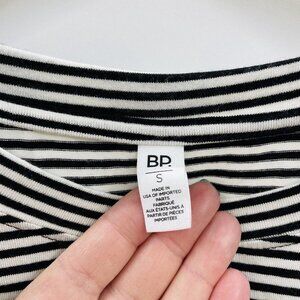 BP.
S
MADE IN
USA OF IMPORTED
PARTS.
FABRIQUÉ
AUX ÉTATS-UNIS À
PARTIR DE PIÈCES
IMPORTÉES